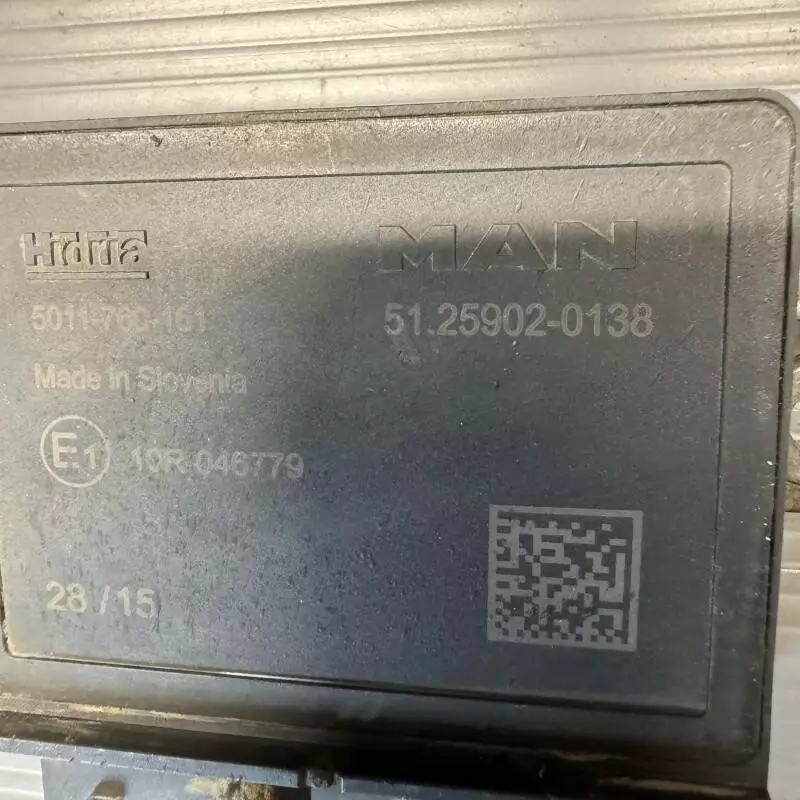 Hidria
MAN
5011-760-161
51.25902-0138
Made in Slovenia
E1
10R-046779
28/15